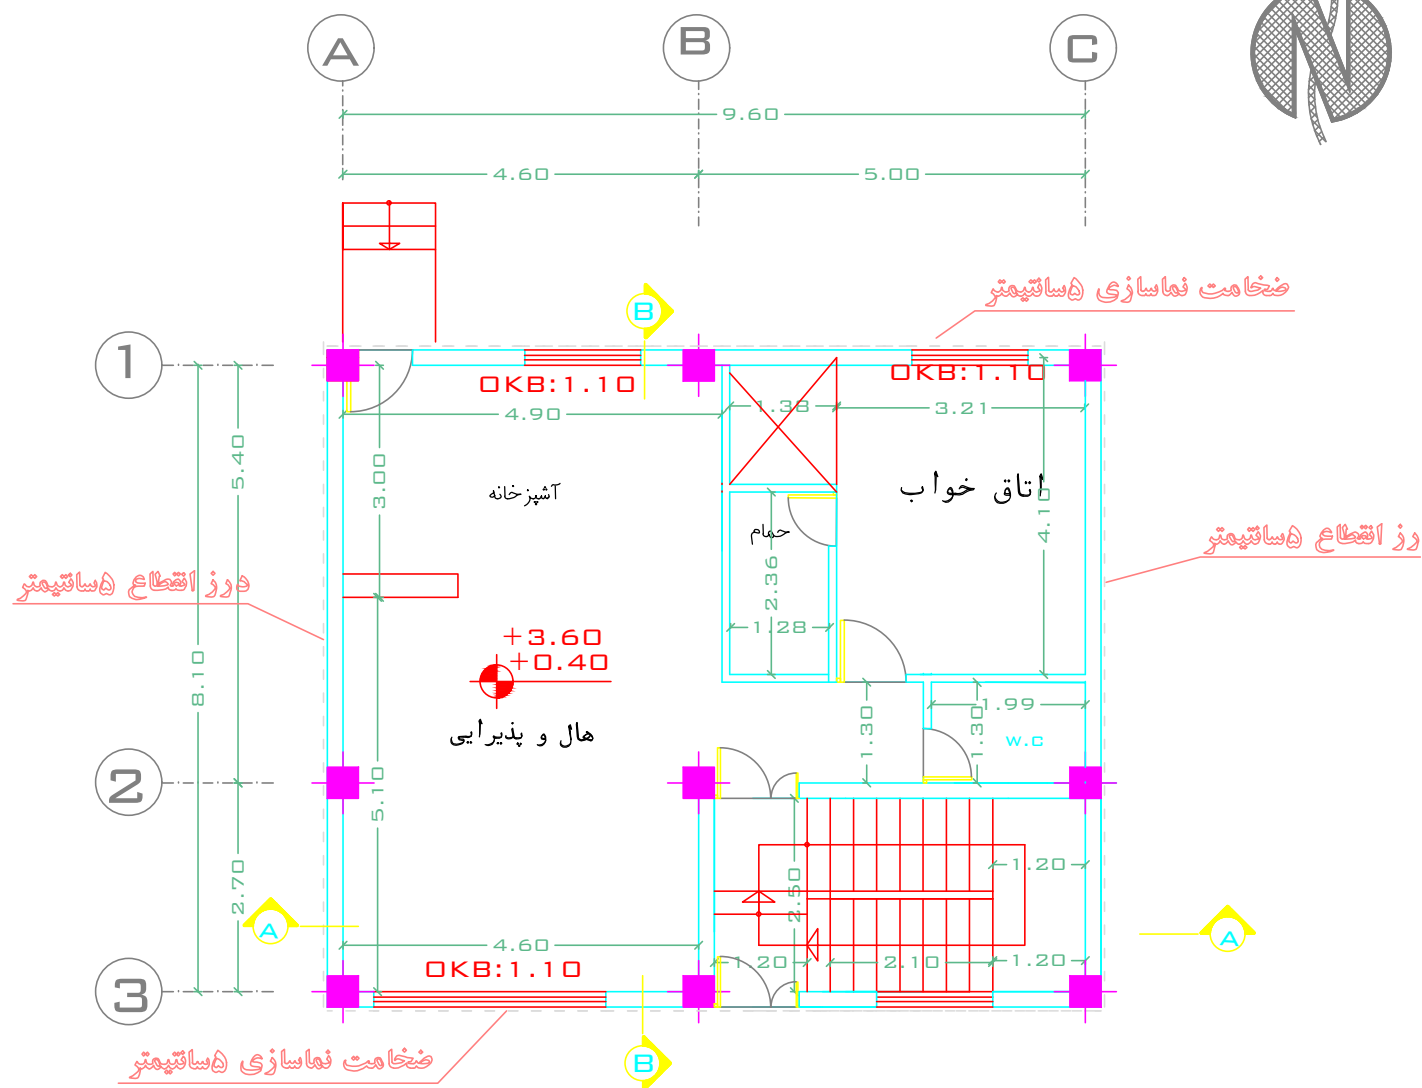 A
B
C
N
9.60
4.60
5.00
ضخامت نماسازی ۵سانتیمتر
B
1
OKB:1.10
OKB:1.10
4.90
1.38
3.21
5.40
3.00
آشپزخانه
اتاق خواب
4.10
حمام
رز انقطاع ۵سانتیمتر
درز انقطاع ۵سانتیمتر
2.36
1.28
+3.60
+0.40
8.10
هال و پذیرایی
1.30
1.30
1.99
w.c
2
5.10
2.70
2.50
1.20
A
A
4.60
OKB:1.10
1.20
2.10
1.20
3
ضخامت نماسازی ۵سانتیمتر
B